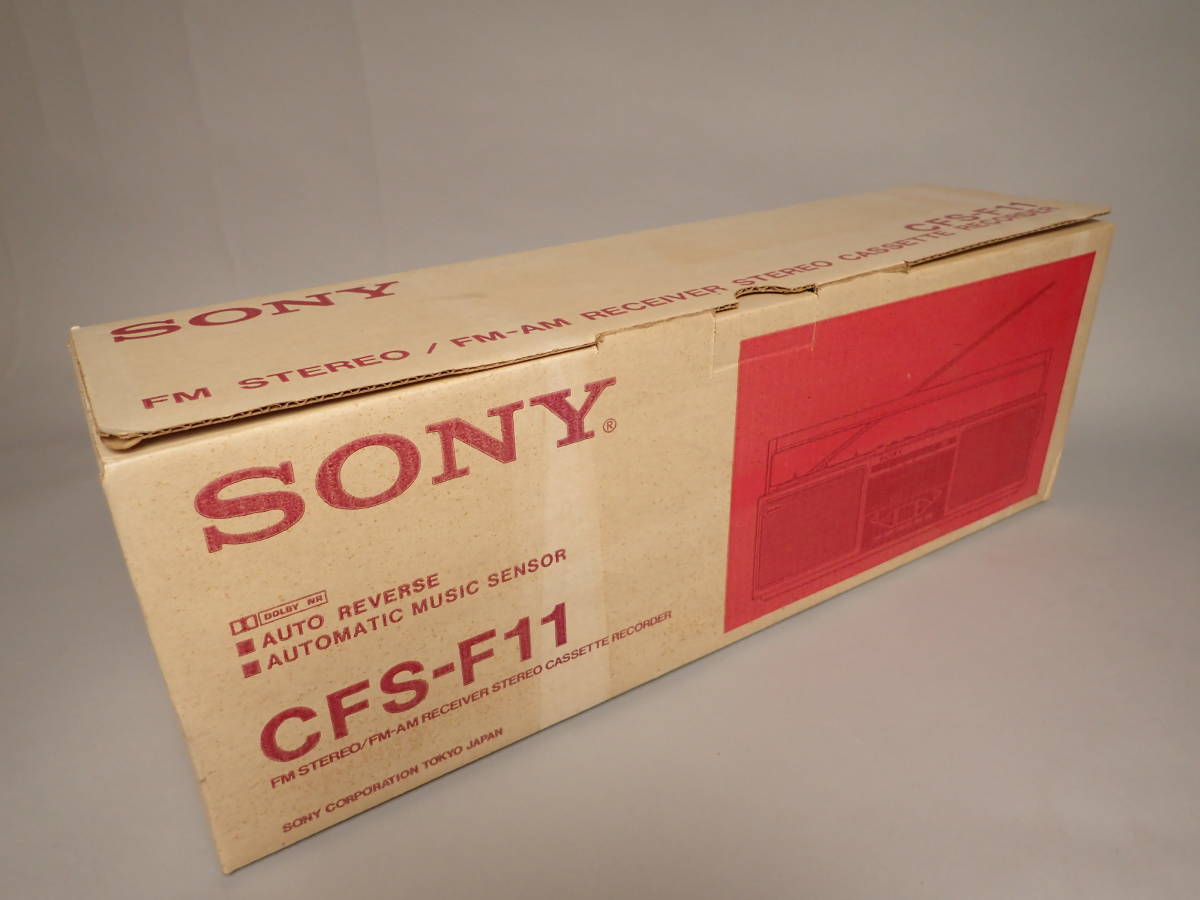 SONY
CFS-F11
FM STEREO / FM-AM RECEIVER STEREO CASSETTE RECORDER
SONY®
DOLBY NR
■ AUTO REVERSE
■ AUTOMATIC MUSIC SENSOR
CFS-F11
FM STEREO/FM-AM RECEIVER STEREO CASSETTE RECORDER
SONY CORPORATION TOKYO JAPAN